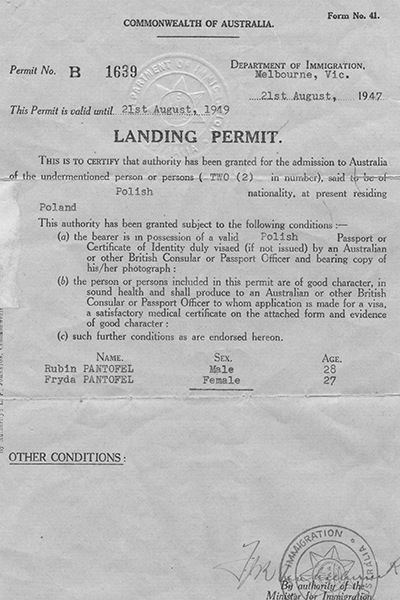 COMMONWEALTH OF AUSTRALIA.
Form No. 41.
Permit No. B 1639
DEPARTMENT OF IMMIGRATION,
Melbourne, Vic.
21st August, 1947
This Permit is valid until 21st August, 1949
LANDING PERMIT.
THIS IS TO CERTIFY that authority has been granted for the admission to Australia
of the undermentioned person or persons ( TWO (2) in number), said to be of
Polish nationality, at present residing
Poland
This authority has been granted subject to the following conditions :—
(a) the bearer is in possession of a valid Polish Passport or
Certificate of Identity duly visaed (if not issued) by an Australian
or other British Consular or Passport Officer and bearing copy of
his/her photograph :
(b) the person or persons included in this permit are of good character, in
sound health and shall produce to an Australian or other British
Consular or Passport Officer to whom application is made for a visa,
a satisfactory medical certificate on the attached form and evidence
of good character :
(c) such further conditions as are endorsed hereon.
NAME. SEX. AGE.
Rubin PANTOFEL Male 28
Fryda PANTOFEL Female 27
OTHER CONDITIONS :
IMMIGRATION
By authority of the
Minister for Immigration